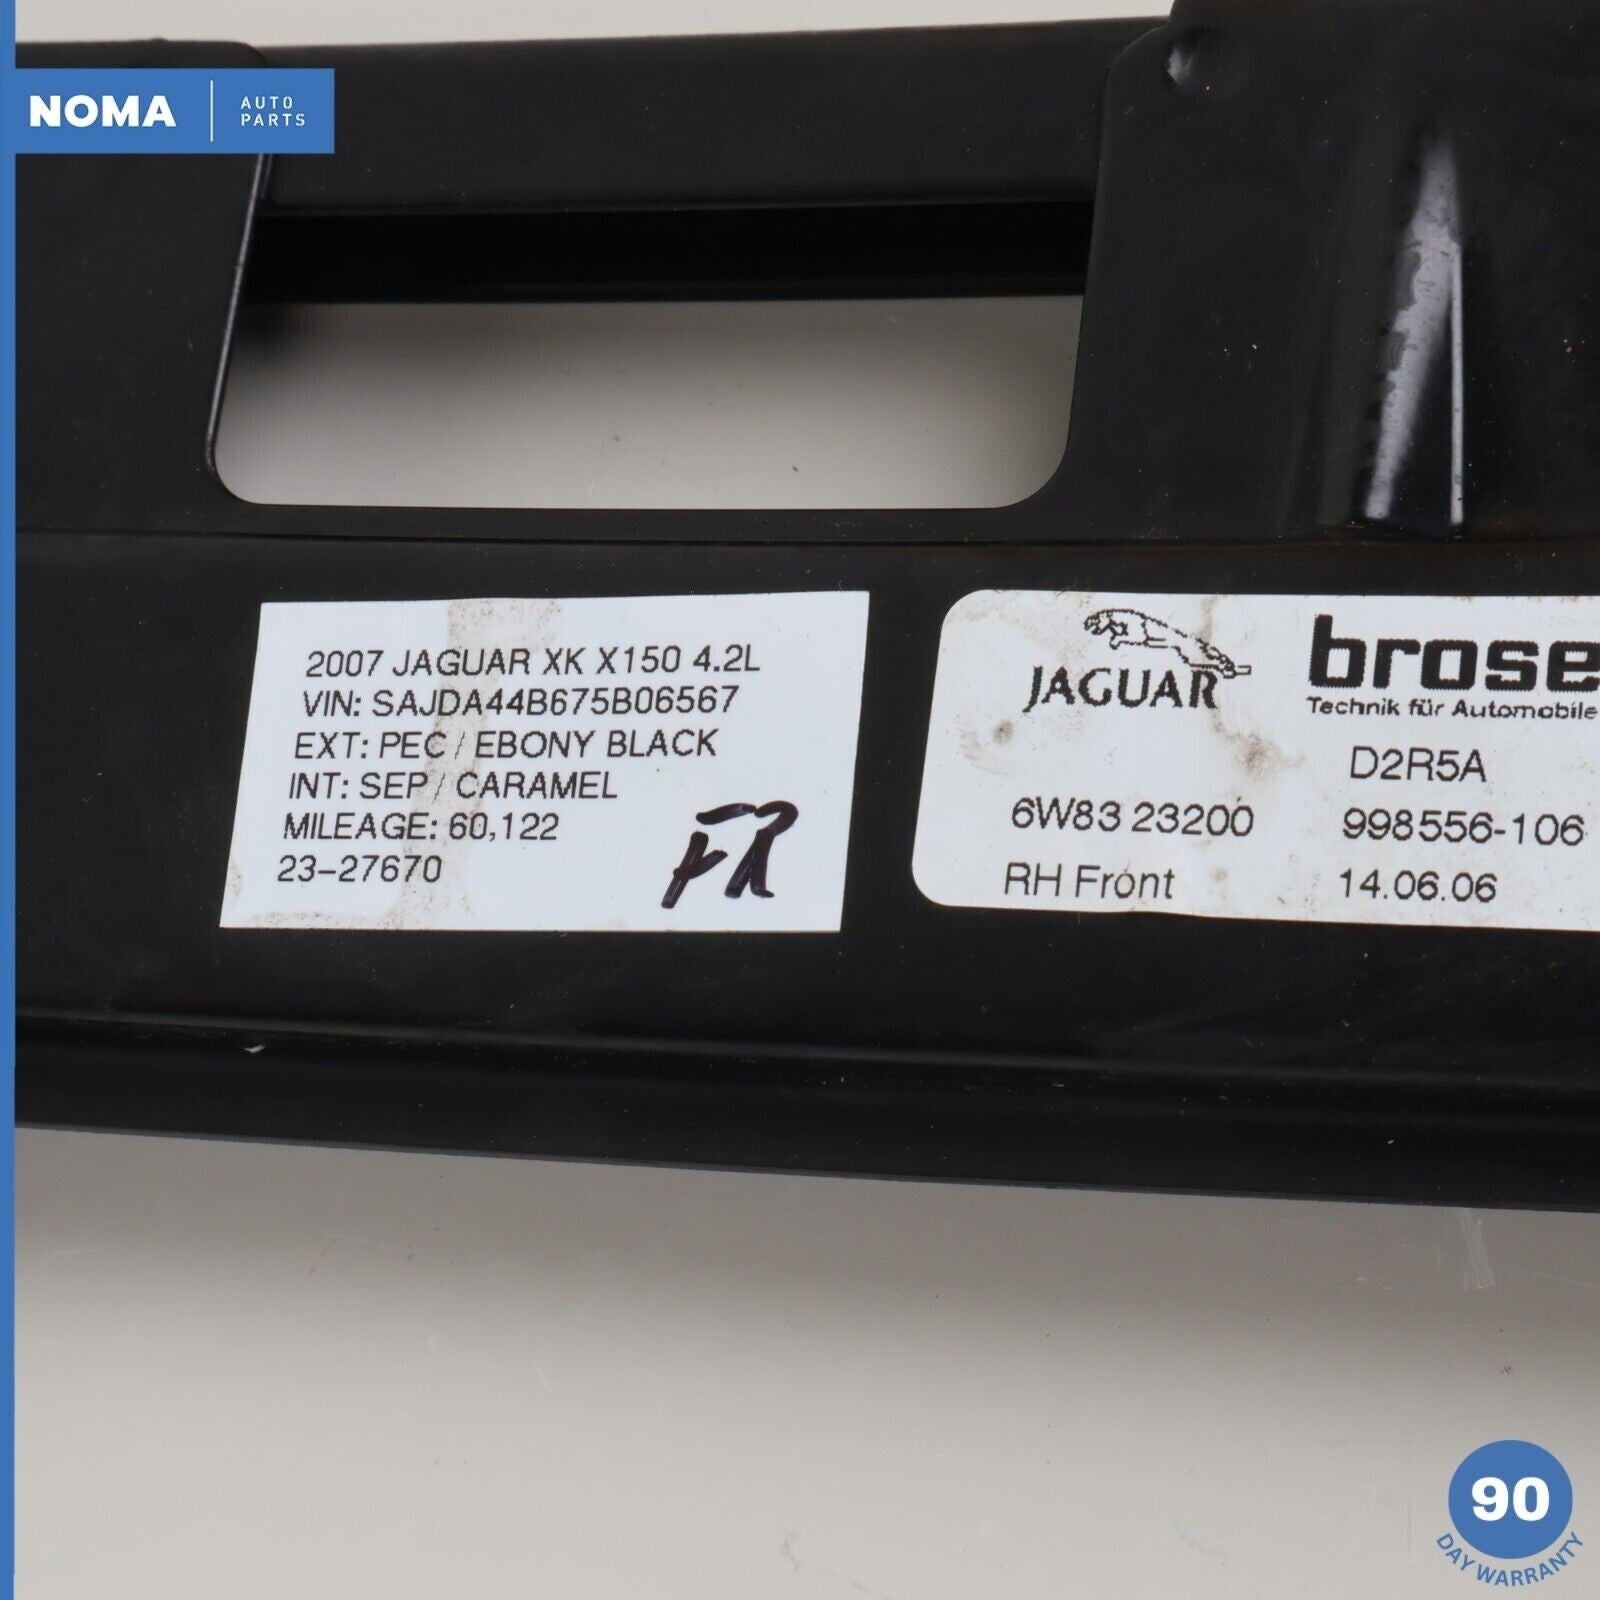 NOMA AUTO PARTS
2007 JAGUAR XK X150 4.2L
VIN: SAJDA44B675B06567
EXT: PEC / EBONY BLACK
INT: SEP / CARAMEL
MILEAGE: 60,122
23-27670
FR
JAGUAR
brose
Technik für Automobile
D2R5A
6W83 23200 998556-106
RH Front 14.06.06
90
DAY WARRANTY